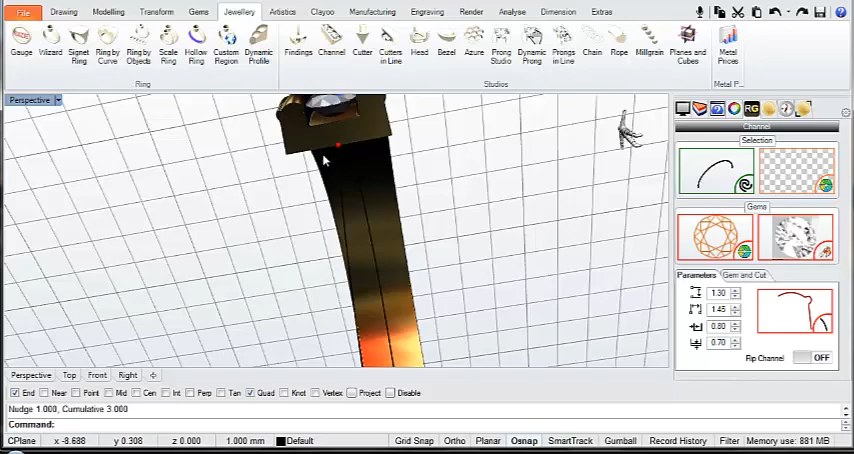 File Drawing Modelling Transform Gems Jewellery Artistics Clayoo Manufacturing Engraving Render Analyse Dimension Extras
Gauge Wizard Signet Ring Ring by Curve Ring by Objects Scale Ring Hollow Ring Custom Region Dynamic Profile Findings Channel Cutter Cutters in Line Head Bezel Azure Prong Studio Dynamic Prong Prongs in Line Chain Rope Millgrain Planes and Cubes Metal Prices
Ring Studios Metal P...
Perspective
RG
Channel
Selection
Gems
Parameters Gem and Cut
1.30
1.45
0.80
0.70
Flip Channel OFF
Perspective Top Front Right
End Near Point Mid Cen Int Perp Tan Quad Knot Vertex Project Disable
Nudge 1.000, Cumulative 3.000
Command:
CPlane x -8.688 y 0.308 z 0.000 1.000 mm Default Grid Snap Ortho Planar Osnap SmartTrack Gumball Record History Filter Memory use: 881 MB